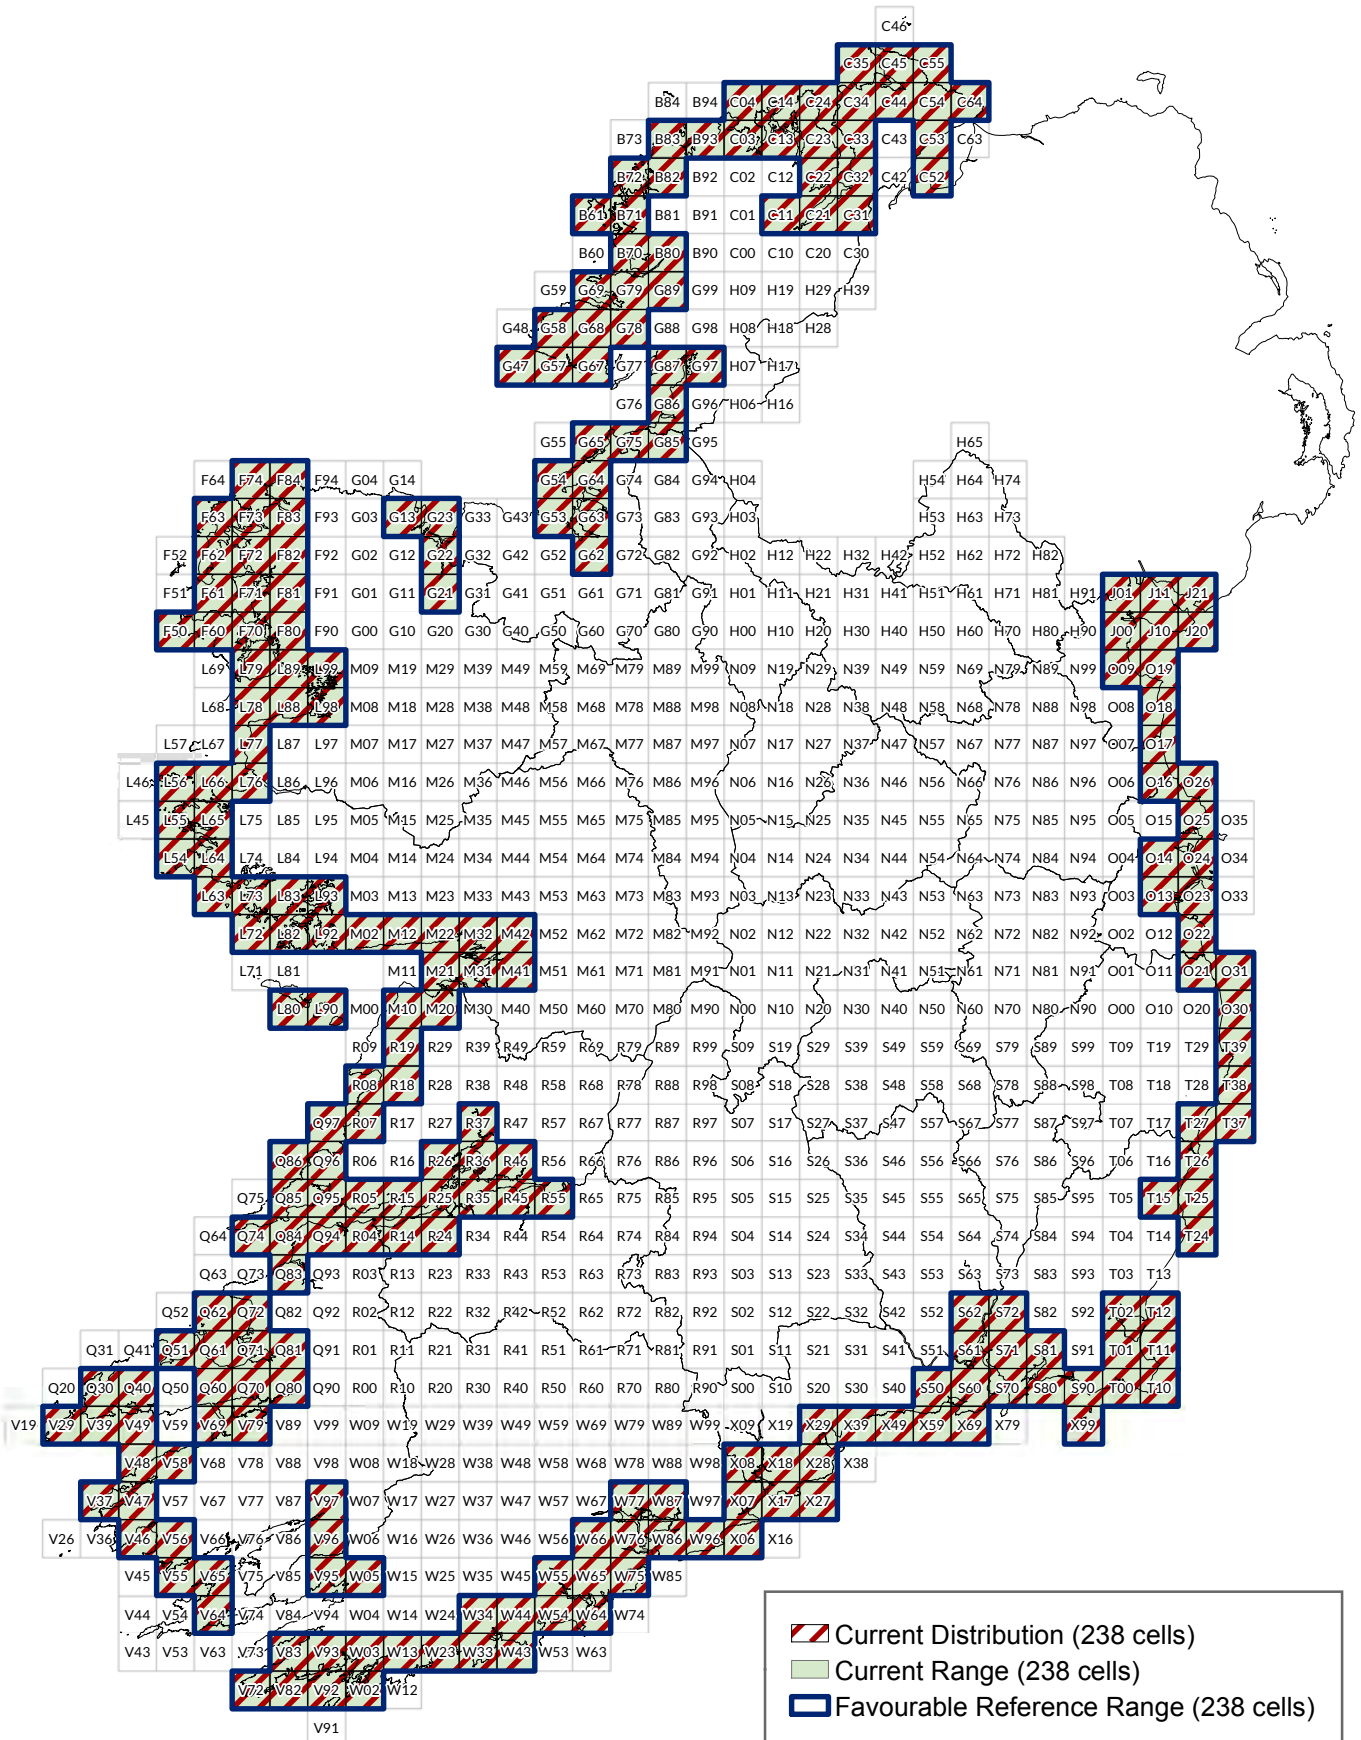 C46
C35 C45 C55
B84 B94 C04 C14 C24 C34 C44 C54 C64
B73 B83 B93 C03 C13 C23 C33 C43 C53 C63
B72 B82 B92 C02 C12 C22 C32 C42 C52
B61 B71 B81 B91 C01 C11 C21 C31
B60 B70 B80 B90 C00 C10 C20 C30
G59 G69 G79 G89 G99 H09 H19 H29 H39
G48 G58 G68 G78 G88 G98 H08 H18 H28
G47 G57 G67 G77 G87 G97 H07 H17
G76 G86 G96 H06 H16
G55 G65 G75 G85 G95 H65
F64 F74 F84 F94 G04 G14 G54 G64 G74 G84 G94 H04 H54 H64 H74
F63 F73 F83 F93 G03 G13 G23 G33 G43 G53 G63 G73 G83 G93 H03 H53 H63 H73
F52 F62 F72 F82 F92 G02 G12 G22 G32 G42 G52 G62 G72 G82 G92 H02 H12 H22 H32 H42 H52 H62 H72 H82
F51 F61 F71 F81 F91 G01 G11 G21 G31 G41 G51 G61 G71 G81 G91 H01 H11 H21 H31 H41 H51 H61 H71 H81 H91 J01 J11 J21
F50 F60 F70 F80 F90 G00 G10 G20 G30 G40 G50 G60 G70 G80 G90 H00 H10 H20 H30 H40 H50 H60 H70 H80 H90 J00 J10 J20
L69 L79 L89 L99 M09 M19 M29 M39 M49 M59 M69 M79 M89 M99 N09 N19 N29 N39 N49 N59 N69 N79 N89 N99 O09 O19
L68 L78 L88 L98 M08 M18 M28 M38 M48 M58 M68 M78 M88 M98 N08 N18 N28 N38 N48 N58 N68 N78 N88 N98 O08 O18
L57 L67 L77 L87 L97 M07 M17 M27 M37 M47 M57 M67 M77 M87 M97 N07 N17 N27 N37 N47 N57 N67 N77 N87 N97 O07 O17
L46 L56 L66 L76 L86 L96 M06 M16 M26 M36 M46 M56 M66 M76 M86 M96 N06 N16 N26 N36 N46 N56 N66 N76 N86 N96 O06 O16 O26
L45 L55 L65 L75 L85 L95 M05 M15 M25 M35 M45 M55 M65 M75 M85 M95 N05 N15 N25 N35 N45 N55 N65 N75 N85 N95 O05 O15 O25 O35
L54 L64 L74 L84 L94 M04 M14 M24 M34 M44 M54 M64 M74 M84 M94 N04 N14 N24 N34 N44 N54 N64 N74 N84 N94 O04 O14 O24 O34
L63 L73 L83 L93 M03 M13 M23 M33 M43 M53 M63 M73 M83 M93 N03 N13 N23 N33 N43 N53 N63 N73 N83 N93 O03 O13 O23 O33
L72 L82 L92 M02 M12 M22 M32 M42 M52 M62 M72 M82 M92 N02 N12 N22 N32 N42 N52 N62 N72 N82 N92 O02 O12 O22
L71 L81 M11 M21 M31 M41 M51 M61 M71 M81 M91 N01 N11 N21 N31 N41 N51 N61 N71 N81 N91 O01 O11 O21 O31
L80 L90 M00 M10 M20 M30 M40 M50 M60 M70 M80 M90 N00 N10 N20 N30 N40 N50 N60 N70 N80 N90 O00 O10 O20 O30
R09 R19 R29 R39 R49 R59 R69 R79 R89 R99 S09 S19 S29 S39 S49 S59 S69 S79 S89 S99 T09 T19 T29 T39
R08 R18 R28 R38 R48 R58 R68 R78 R88 R98 S08 S18 S28 S38 S48 S58 S68 S78 S88 S98 T08 T18 T28 T38
Q97 R07 R17 R27 R37 R47 R57 R67 R77 R87 R97 S07 S17 S27 S37 S47 S57 S67 S77 S87 S97 T07 T17 T27 T37
Q86 Q96 R06 R16 R26 R36 R46 R56 R66 R76 R86 R96 S06 S16 S26 S36 S46 S56 S66 S76 S86 S96 T06 T16 T26
Q75 Q85 Q95 R05 R15 R25 R35 R45 R55 R65 R75 R85 R95 S05 S15 S25 S35 S45 S55 S65 S75 S85 S95 T05 T15 T25
Q64 Q74 Q84 Q94 R04 R14 R24 R34 R44 R54 R64 R74 R84 R94 S04 S14 S24 S34 S44 S54 S64 S74 S84 S94 T04 T14 T24
Q63 Q73 Q83 Q93 R03 R13 R23 R33 R43 R53 R63 R73 R83 R93 S03 S13 S23 S33 S43 S53 S63 S73 S83 S93 T03 T13
Q52 Q62 Q72 Q82 Q92 R02 R12 R22 R32 R42 R52 R62 R72 R82 R92 S02 S12 S22 S32 S42 S52 S62 S72 S82 S92 T02 T12
Q31 Q41 Q51 Q61 Q71 Q81 Q91 R01 R11 R21 R31 R41 R51 R61 R71 R81 R91 S01 S11 S21 S31 S41 S51 S61 S71 S81 S91 T01 T11
Q20 Q30 Q40 Q50 Q60 Q70 Q80 Q90 R00 R10 R20 R30 R40 R50 R60 R70 R80 R90 S00 S10 S20 S30 S40 S50 S60 S70 S80 S90 T00 T10
V19 V29 V39 V49 V59 V69 V79 V89 V99 W09 W19 W29 W39 W49 W59 W69 W79 W89 W99 X09 X19 X29 X39 X49 X59 X69 X79 X99
V48 V58 V68 V78 V88 V98 W08 W18 W28 W38 W48 W58 W68 W78 W88 W98 X08 X18 X28 X38
V37 V47 V57 V67 V77 V87 V97 W07 W17 W27 W37 W47 W57 W67 W77 W87 W97 X07 X17 X27
V26 V36 V46 V56 V66 V76 V86 V96 W06 W16 W26 W36 W46 W56 W66 W76 W86 W96 X06 X16
V45 V55 V65 V75 V85 V95 W05 W15 W25 W35 W45 W55 W65 W75 W85
V44 V54 V64 V74 V84 V94 W04 W14 W24 W34 W44 W54 W64 W74
V43 V53 V63 V73 V83 V93 W03 W13 W23 W33 W43 W53 W63
V72 V82 V92 W02 W12
V91
Current Distribution (238 cells)
Current Range (238 cells)
Favourable Reference Range (238 cells)